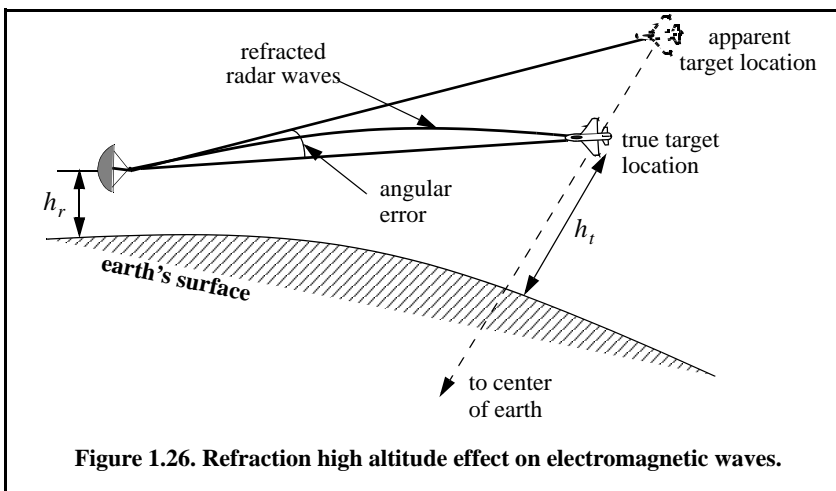 refracted
radar waves
apparent
target location
true target
location
angular
error
h_r
h_t
earth's surface
to center
of earth
Figure 1.26. Refraction high altitude effect on electromagnetic waves.